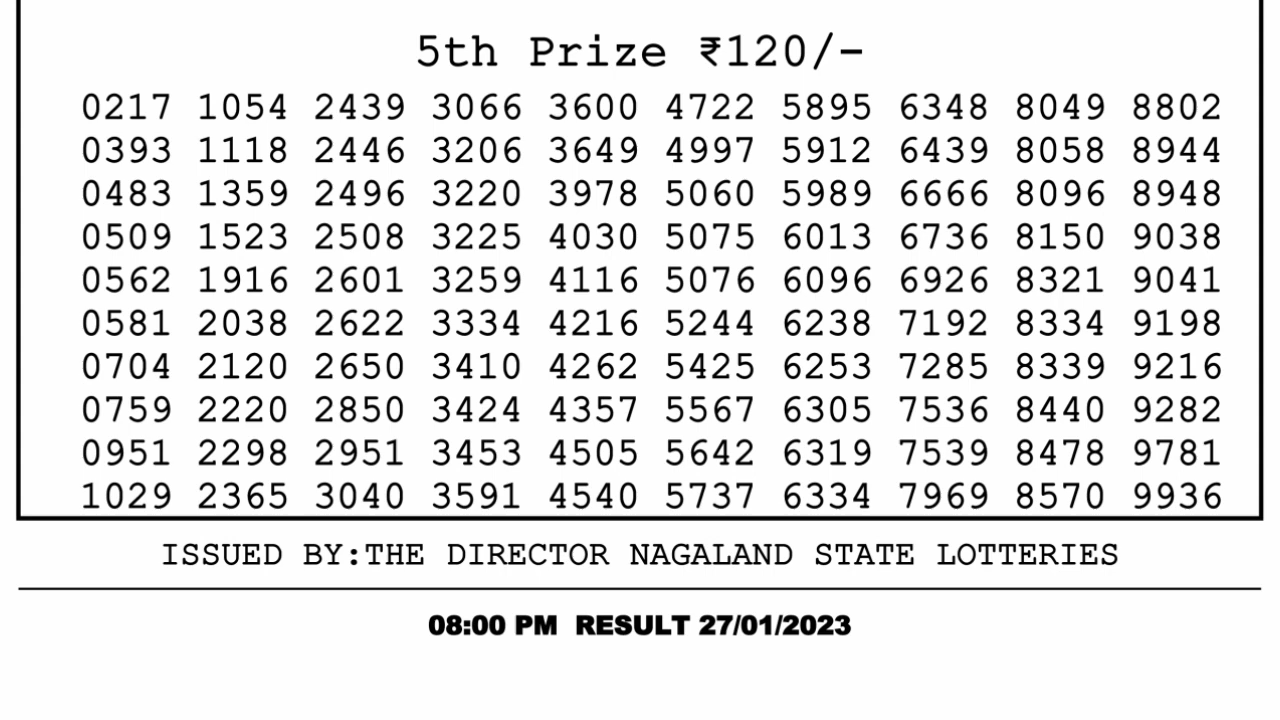 5th Prize ₹120/-
0217 1054 2439 3066 3600 4722 5895 6348 8049 8802
0393 1118 2446 3206 3649 4997 5912 6439 8058 8944
0483 1359 2496 3220 3978 5060 5989 6666 8096 8948
0509 1523 2508 3225 4030 5075 6013 6736 8150 9038
0562 1916 2601 3259 4116 5076 6096 6926 8321 9041
0581 2038 2622 3334 4216 5244 6238 7192 8334 9198
0704 2120 2650 3410 4262 5425 6253 7285 8339 9216
0759 2220 2850 3424 4357 5567 6305 7536 8440 9282
0951 2298 2951 3453 4505 5642 6319 7539 8478 9781
1029 2365 3040 3591 4540 5737 6334 7969 8570 9936
ISSUED BY:THE DIRECTOR NAGALAND STATE LOTTERIES
08:00 PM RESULT 27/01/2023